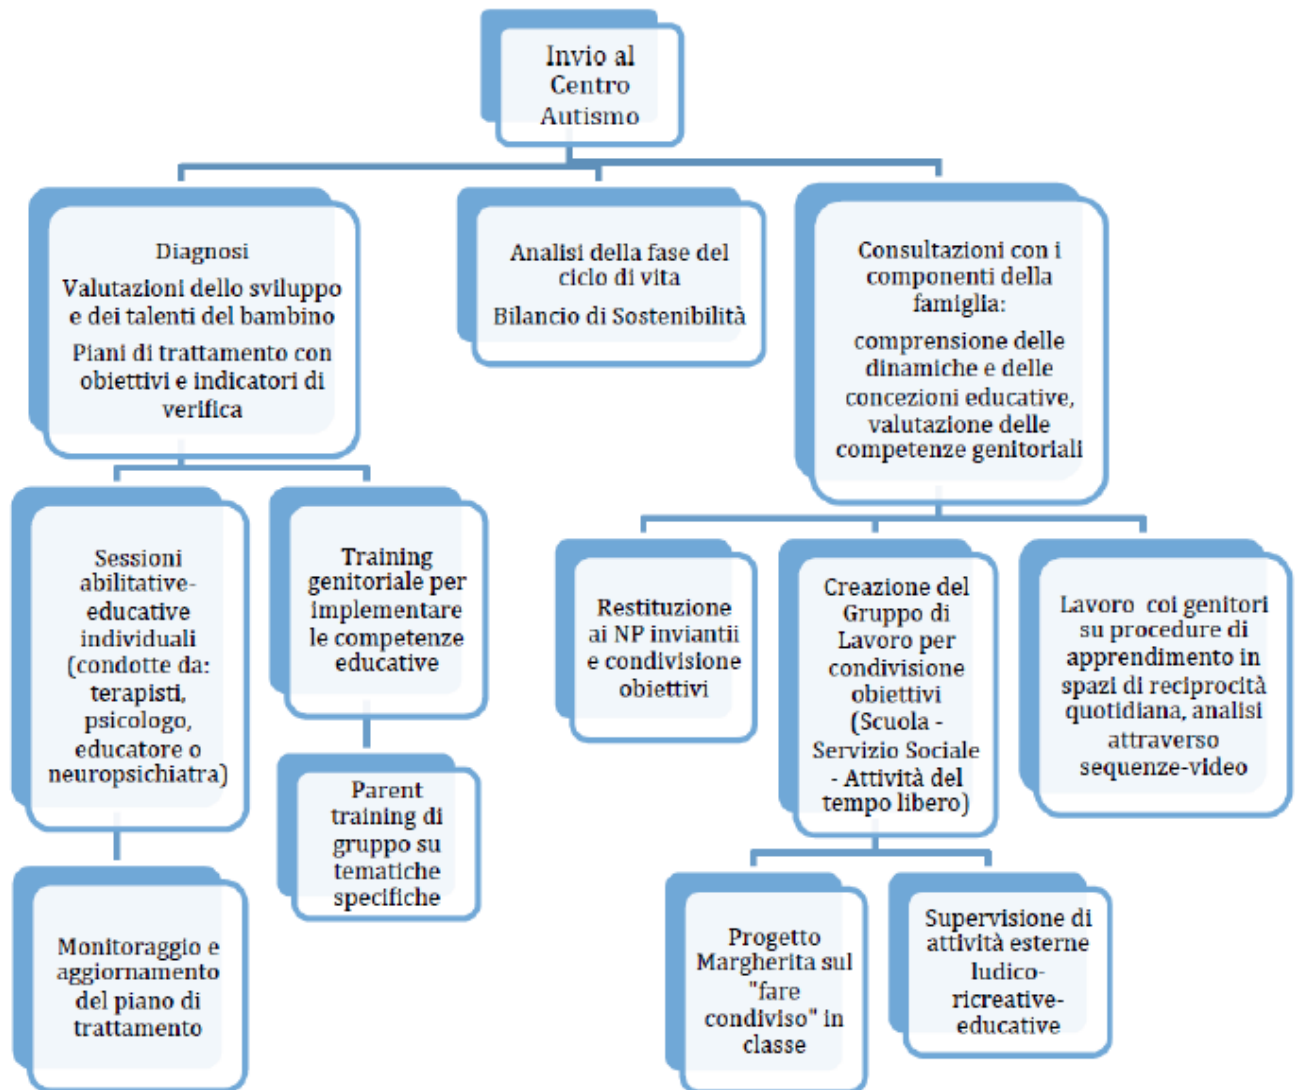 Invio al
Centro
Autismo
Diagnosi
Valutazioni dello sviluppo
e dei talenti del bambino
Piani di trattamento con
obiettivi e indicatori di
verifica
Analisi della fase del
ciclo di vita
Bilancio di Sostenibilità
Consultazioni con i
componenti della
famiglia:
comprensione delle
dinamiche e delle
concezioni educative,
valutazione delle
competenze genitoriali
Sessioni
abilitative-
educative
individuali
(condotte da:
terapisti,
psicologo,
educatore o
neuropsichiatra)
Training
genitoriale per
implementare
le competenze
educative
Restituzione
ai NP inviantii
e condivisione
obiettivi
Creazione del
Gruppo di
Lavoro per
condivisione
obiettivi
(Scuola -
Servizio Sociale
- Attività del
tempo libero)
Lavoro coi genitori
su procedure di
apprendimento in
spazi di reciprocità
quotidiana, analisi
attraverso
sequenze-video
Parent
training di
gruppo su
tematiche
specifiche
Monitoraggio e
aggiornamento
del piano di
trattamento
Progetto
Margherita sul
"fare
condiviso" in
classe
Supervisione di
attività esterne
ludico-
ricreative-
educative